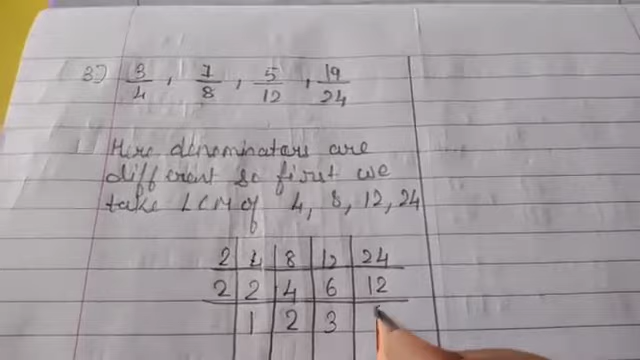 3) 3/4 , 7/8 , 5/12 , 19/24
Here denominators are
different so first we
take LCM of 4, 8, 12, 24
2 | 4 | 8 | 12 | 24
2 | 2 | 4 | 6 | 12
1 | 2 | 3 |